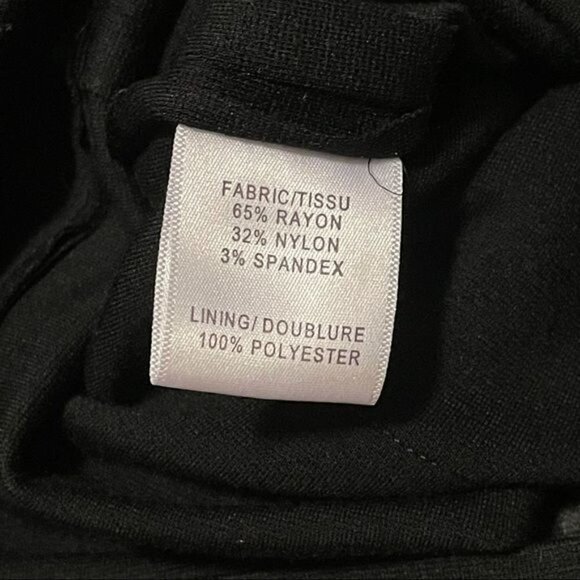 FABRIC/TISSU
65% RAYON
32% NYLON
3% SPANDEX
LINING/DOUBLURE
100% POLYESTER